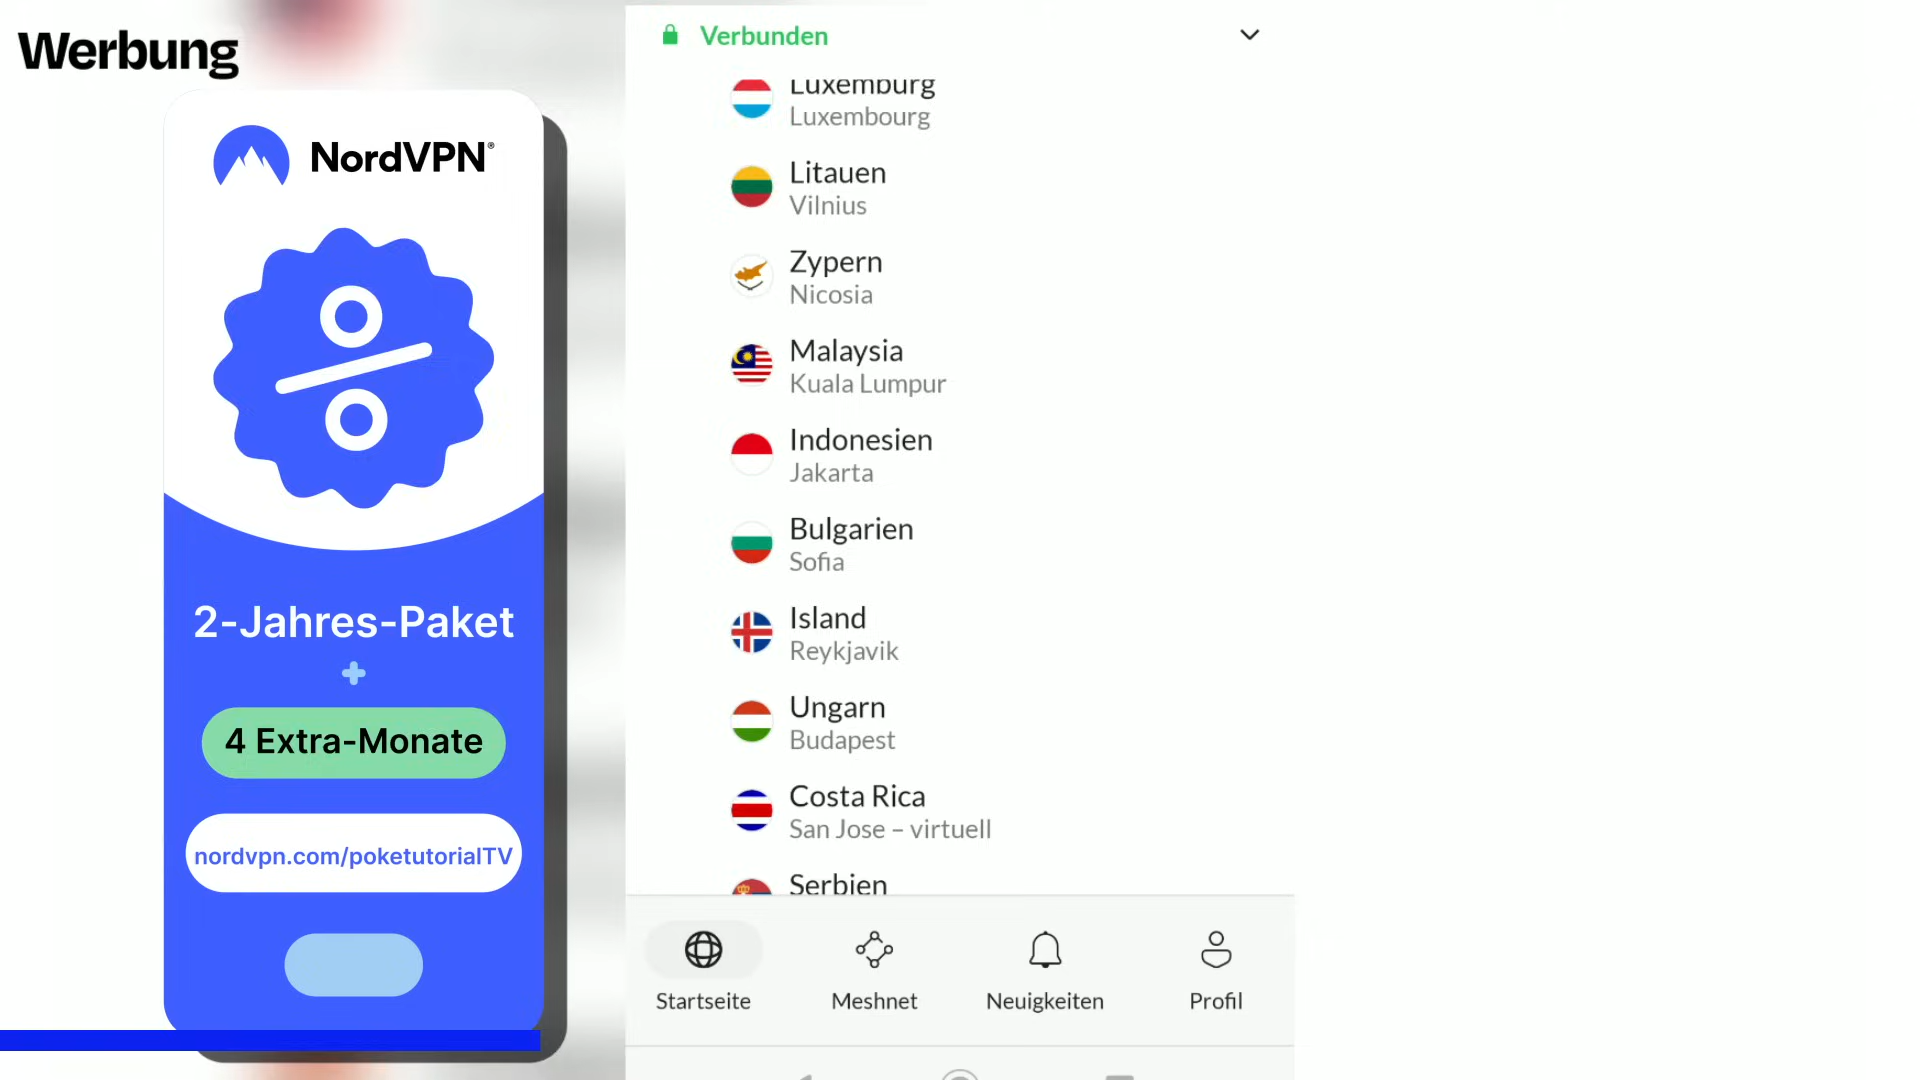 Werbung
NordVPN®
2-Jahres-Paket
+
4 Extra-Monate
nordvpn.com/poketutorialTV
Verbunden
Luxemburg
Luxembourg
Litauen
Vilnius
Zypern
Nicosia
Malaysia
Kuala Lumpur
Indonesien
Jakarta
Bulgarien
Sofia
Island
Reykjavik
Ungarn
Budapest
Costa Rica
San Jose – virtuell
Serbien
Startseite
Meshnet
Neuigkeiten
Profil